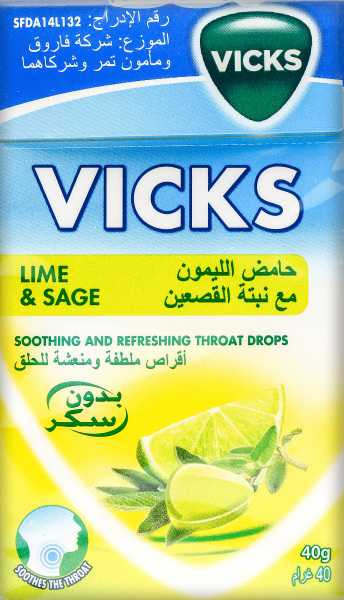 رقم الإدراج: SFDA14L132
الموزع: شركة فاروق
ومأمون تمر وشركاهما
VICKS
VICKS
LIME
& SAGE
حامض الليمون
مع نبتة القصعين
SOOTHING AND REFRESHING THROAT DROPS
أقراص ملطفة ومنعشة للحلق
بدون
سكر
SOOTHES THE THROAT
40g
40 غرام